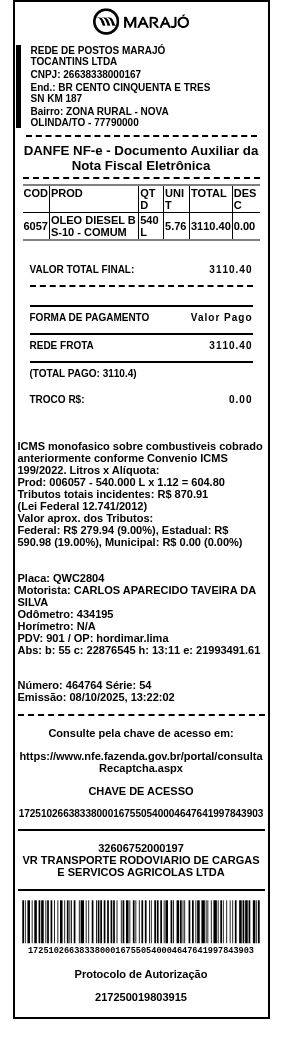 MARAJÓ
REDE DE POSTOS MARAJÓ
TOCANTINS LTDA
CNPJ: 26638338000167
End.: BR CENTO CINQUENTA E TRES
SN KM 187
Bairro: ZONA RURAL - NOVA
OLINDA/TO - 77790000
DANFE NF-e - Documento Auxiliar da
Nota Fiscal Eletrônica
COD PROD QT UNI TOTAL DES
D T C
6057 OLEO DIESEL B 540 5.76 3110.40 0.00
S-10 - COMUM L
VALOR TOTAL FINAL: 3110.40
FORMA DE PAGAMENTO Valor Pago
REDE FROTA 3110.40
(TOTAL PAGO: 3110.4)
TROCO R$: 0.00
ICMS monofasico sobre combustiveis cobrado
anteriormente conforme Convenio ICMS
199/2022. Litros x Alíquota:
Prod: 006057 - 540.000 L x 1.12 = 604.80
Tributos totais incidentes: R$ 870.91
(Lei Federal 12.741/2012)
Valor aprox. dos Tributos:
Federal: R$ 279.94 (9.00%), Estadual: R$
590.98 (19.00%), Municipal: R$ 0.00 (0.00%)
Placa: QWC2804
Motorista: CARLOS APARECIDO TAVEIRA DA
SILVA
Odômetro: 434195
Horímetro: N/A
PDV: 901 / OP: hordimar.lima
Abs: b: 55 c: 22876545 h: 13:11 e: 21993491.61
Número: 464764 Série: 54
Emissão: 08/10/2025, 13:22:02
Consulte pela chave de acesso em:
https://www.nfe.fazenda.gov.br/portal/consulta
Recaptcha.aspx
CHAVE DE ACESSO
17251026638338000167550540004647641997843903
32606752000197
VR TRANSPORTE RODOVIARIO DE CARGAS
E SERVICOS AGRICOLAS LTDA
17251026638338000167550540004647641997843903
Protocolo de Autorização
217250019803915